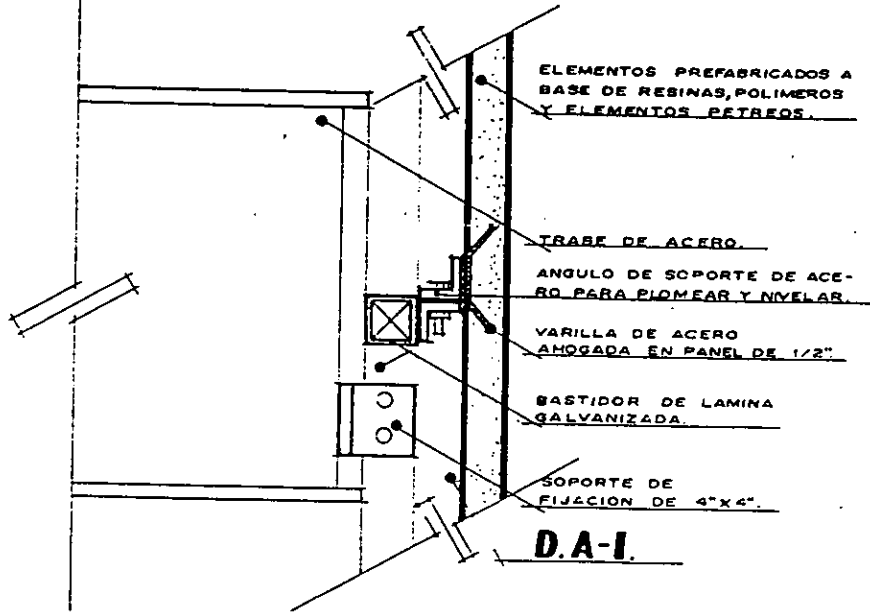 ELEMENTOS PREFABRICADOS A
BASE DE RESINAS, POLIMEROS
Y ELEMENTOS PETREOS.
TRABE DE ACERO.
ANGULO DE SOPORTE DE ACE-
RO PARA PLOMEAR Y NIVELAR.
VARILLA DE ACERO
AHOGADA EN PANEL DE 1/2".
BASTIDOR DE LAMINA
GALVANIZADA.
SOPORTE DE
FIJACION DE 4"X4".
D.A-I.